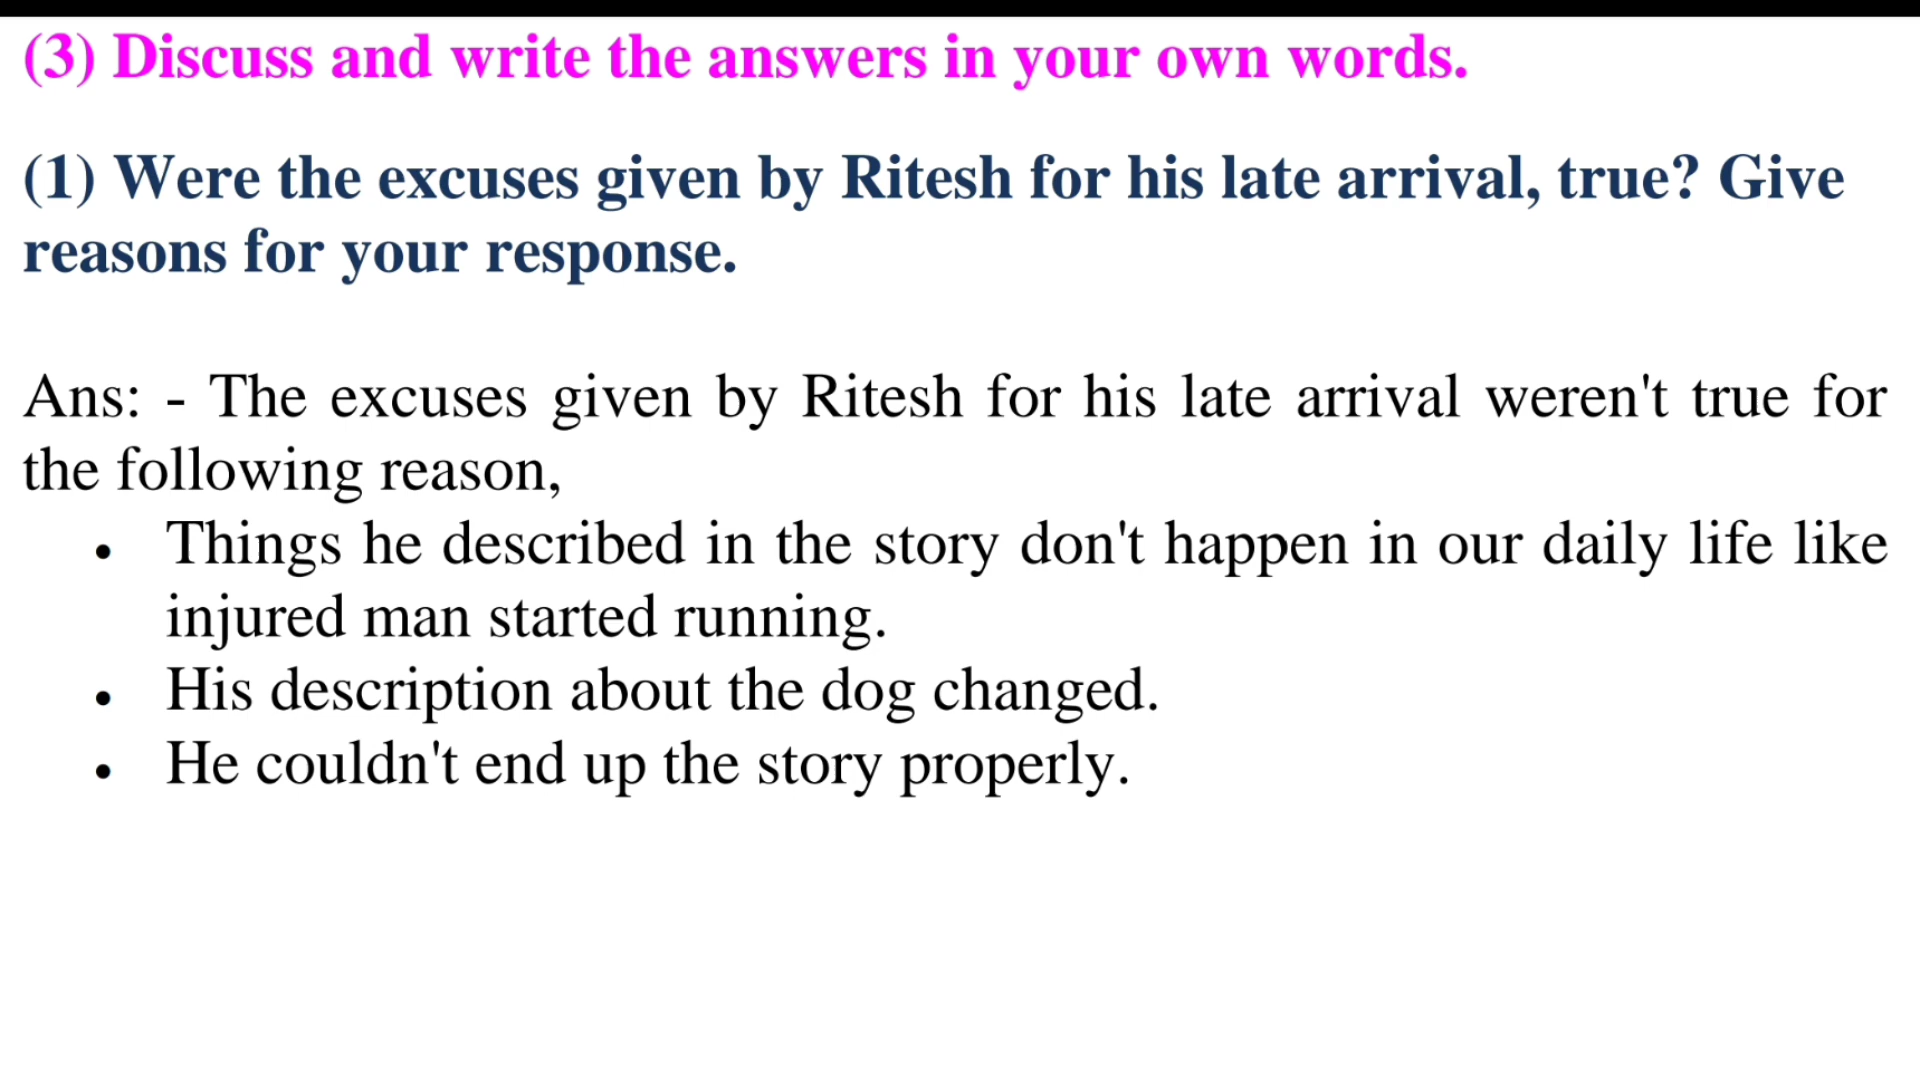 (3) Discuss and write the answers in your own words.
(1) Were the excuses given by Ritesh for his late arrival, true? Give
reasons for your response.
Ans: - The excuses given by Ritesh for his late arrival weren't true for
the following reason,
• Things he described in the story don't happen in our daily life like
injured man started running.
• His description about the dog changed.
• He couldn't end up the story properly.